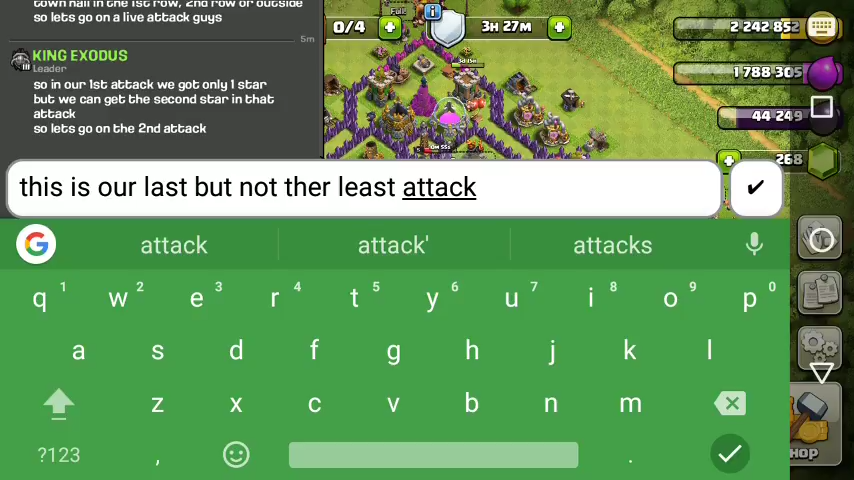 town hall in the 1st row, 2nd row or outside
so lets go on a live attack guys
5m
KING EXODUS
Leader
so in our 1st attack we got only 1 star
but we can get the second star in that
attack
so lets go on the 2nd attack
0/4
3H 27M
2 242 852
1 788 305
44 249
268
this is our last but not ther least attack
attack
attack'
attacks
q 1 w 2 e 3 r 4 t 5 y 6 u 7 i 8 o 9 p 0
a s d f g h j k l
z x c v b n m
?123 , .
HOP